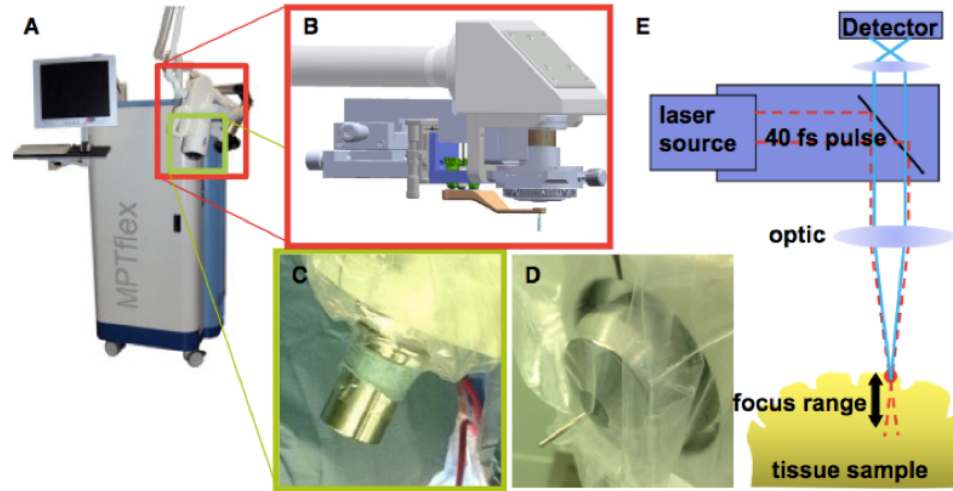 A
MPTflex
B
C
D
E
Detector
laser
source
40 fs pulse
optic
focus range
tissue sample